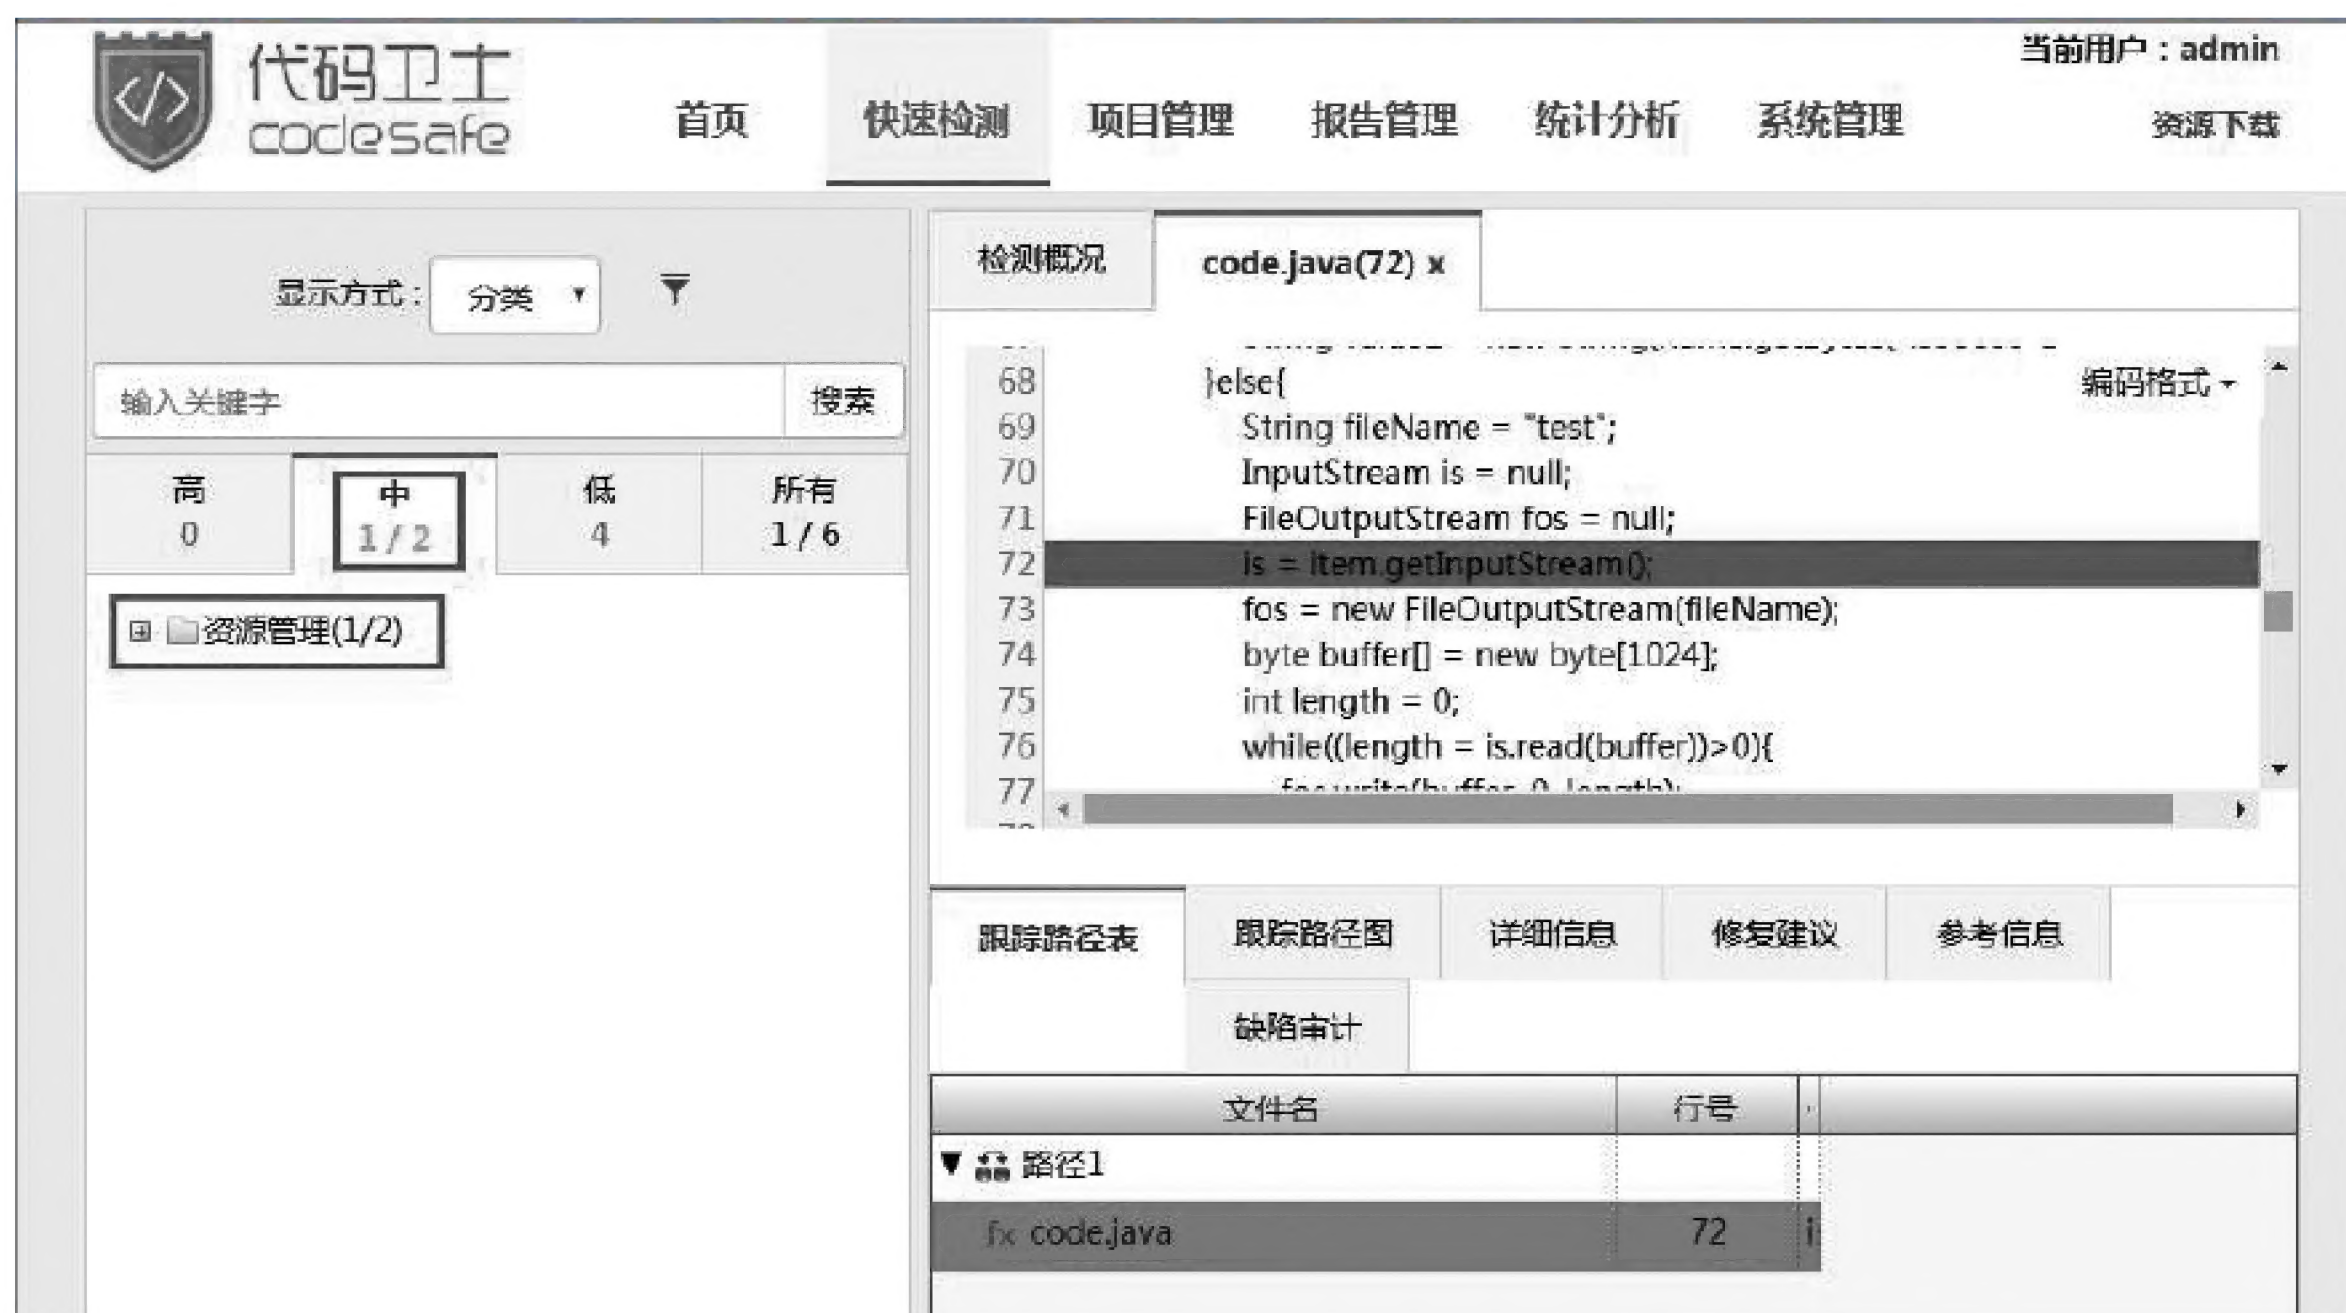 代码卫士
codesafe
当前用户：admin
首页 快速检测 项目管理 报告管理 统计分析 系统管理 资源下载
显示方式： 分类
输入关键字 搜索
高 中 低 所有
0 1/2 4 1/6
资源管理(1/2)
检测概况 code.java(72) x
编码格式
68 }else{
69 String fileName = "test";
70 InputStream is = null;
71 FileOutputStream fos = null;
72 is = item.getInputStream();
73 fos = new FileOutputStream(fileName);
74 byte buffer[] = new byte[1024];
75 int length = 0;
76 while((length = is.read(buffer))>0){
77
跟踪路径表 跟踪路径图 详细信息 修复建议 参考信息
缺陷审计
文件名 行号
路径1
fx code.java 72 i